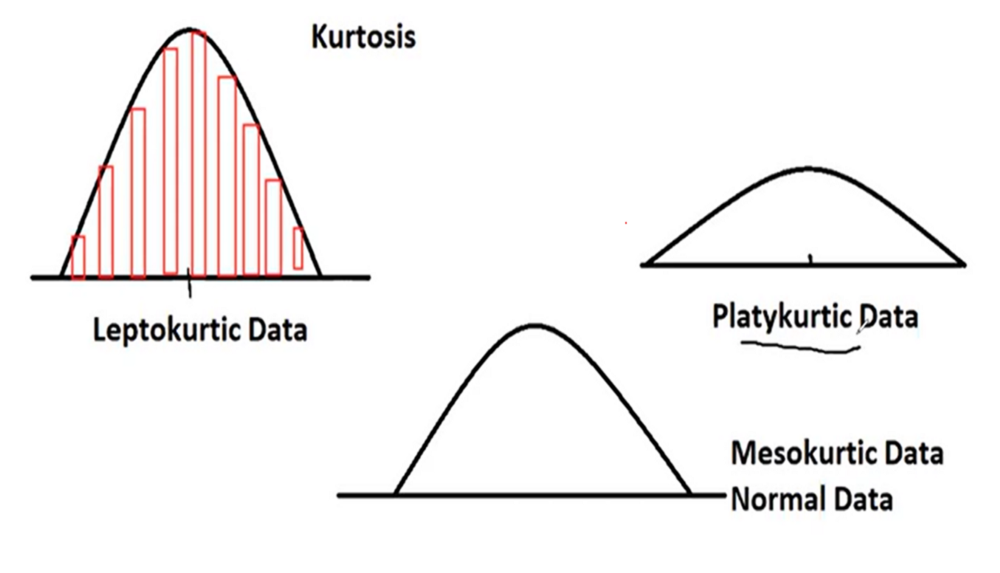 Kurtosis
Leptokurtic Data
Platykurtic Data
Mesokurtic Data
Normal Data